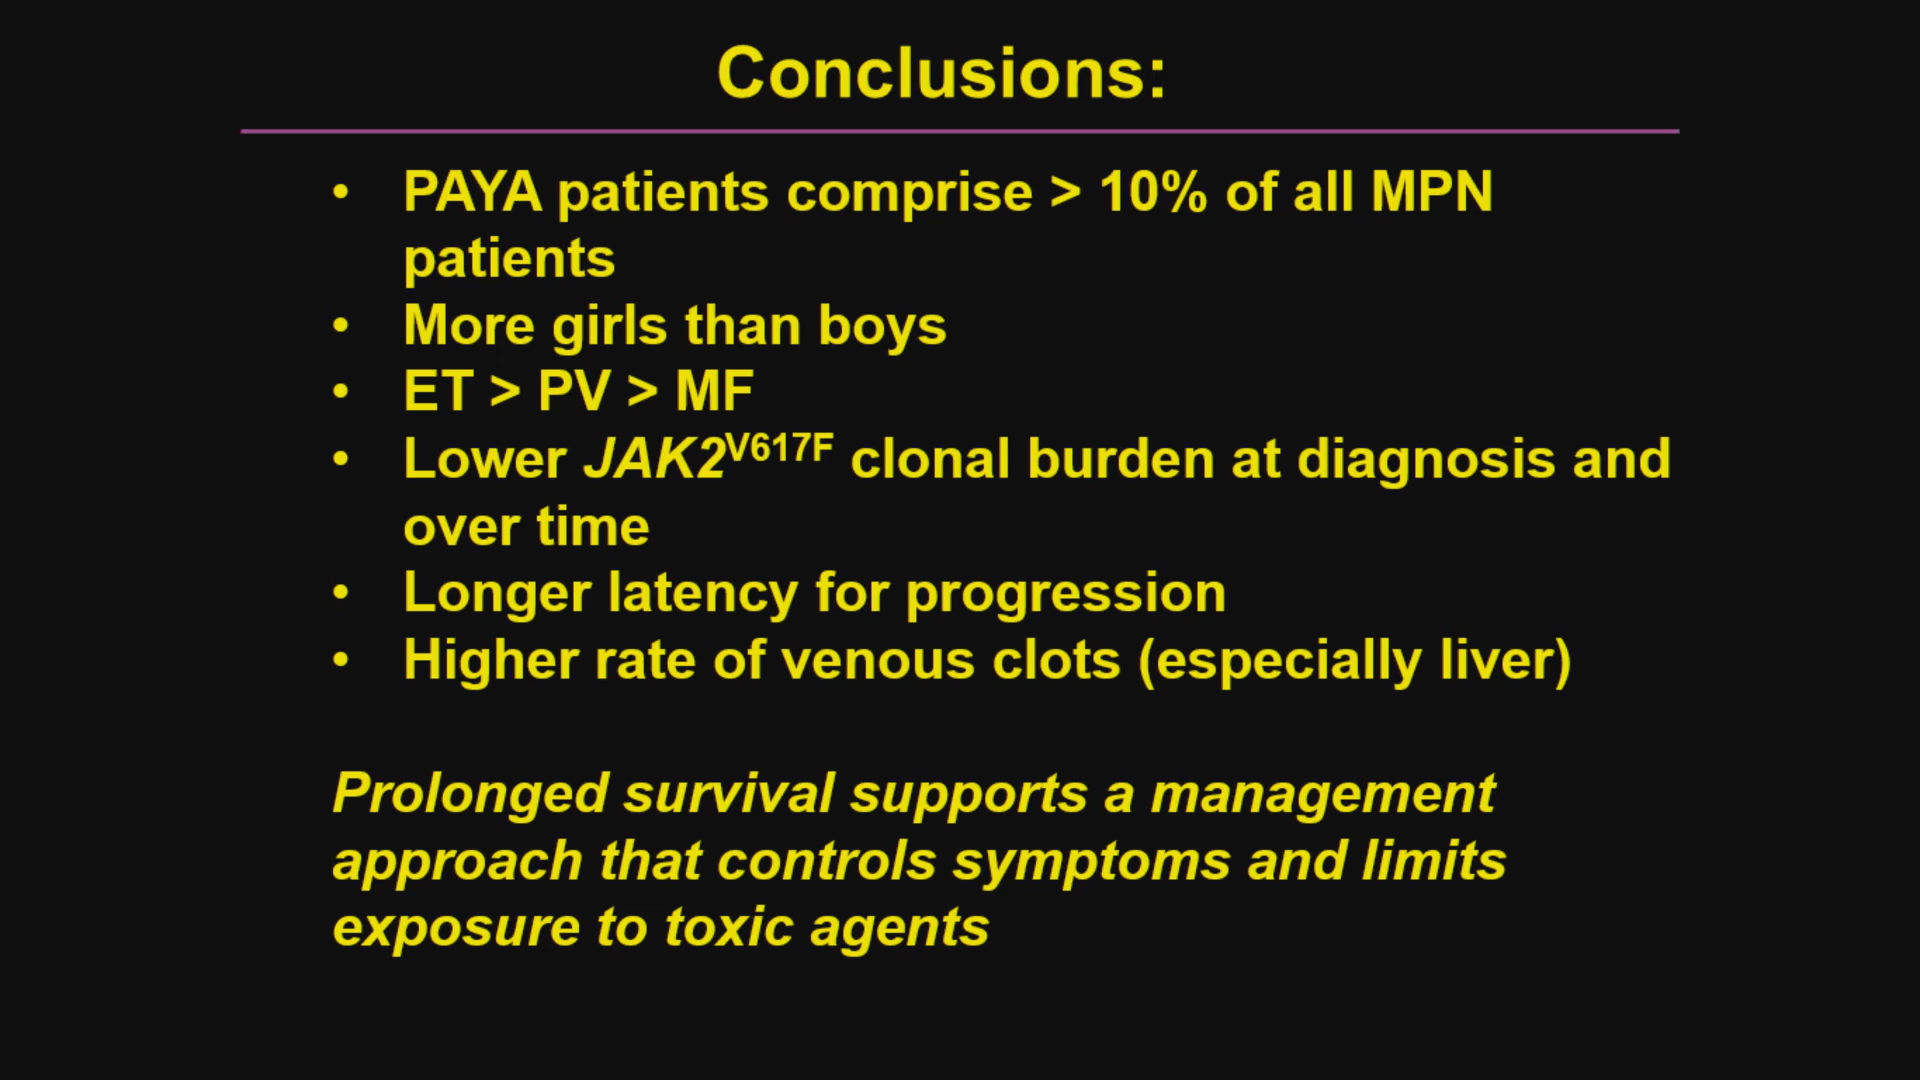 Conclusions:
• PAYA patients comprise > 10% of all MPN
patients
• More girls than boys
• ET > PV > MF
• Lower JAK2V617F clonal burden at diagnosis and
over time
• Longer latency for progression
• Higher rate of venous clots (especially liver)
Prolonged survival supports a management
approach that controls symptoms and limits
exposure to toxic agents